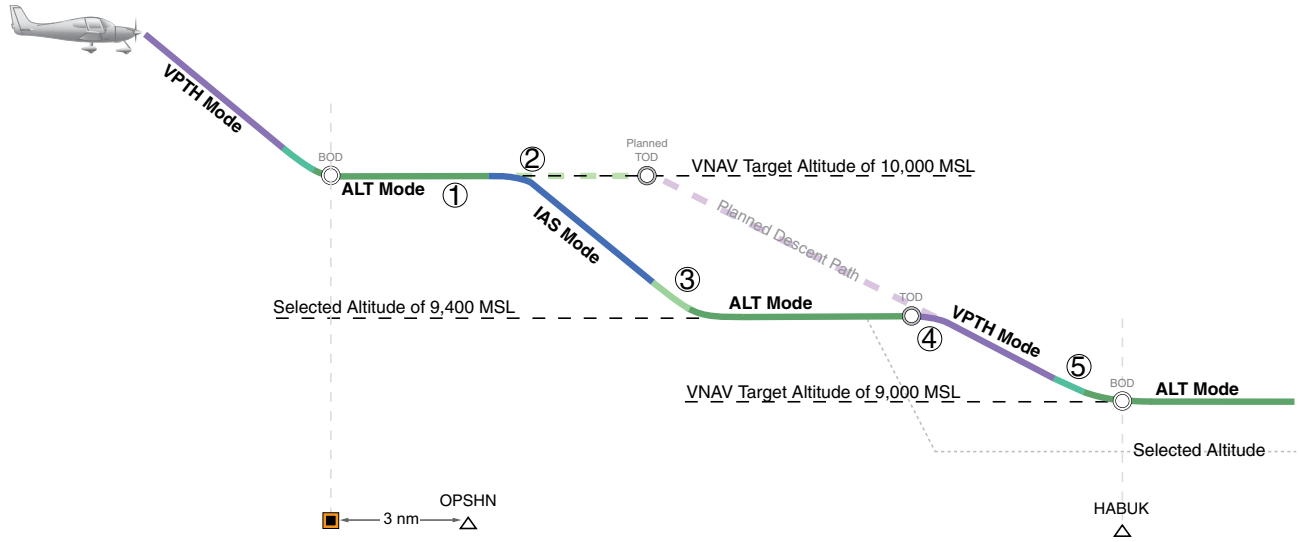 VPTH Mode
BOD
ALT Mode
①
②
Planned
TOD
VNAV Target Altitude of 10,000 MSL
IAS Mode
Planned Descent Path
③
Selected Altitude of 9,400 MSL
ALT Mode
TOD
④
VPTH Mode
⑤
VNAV Target Altitude of 9,000 MSL
BOD
ALT Mode
Selected Altitude
3 nm
OPSHN
HABUK